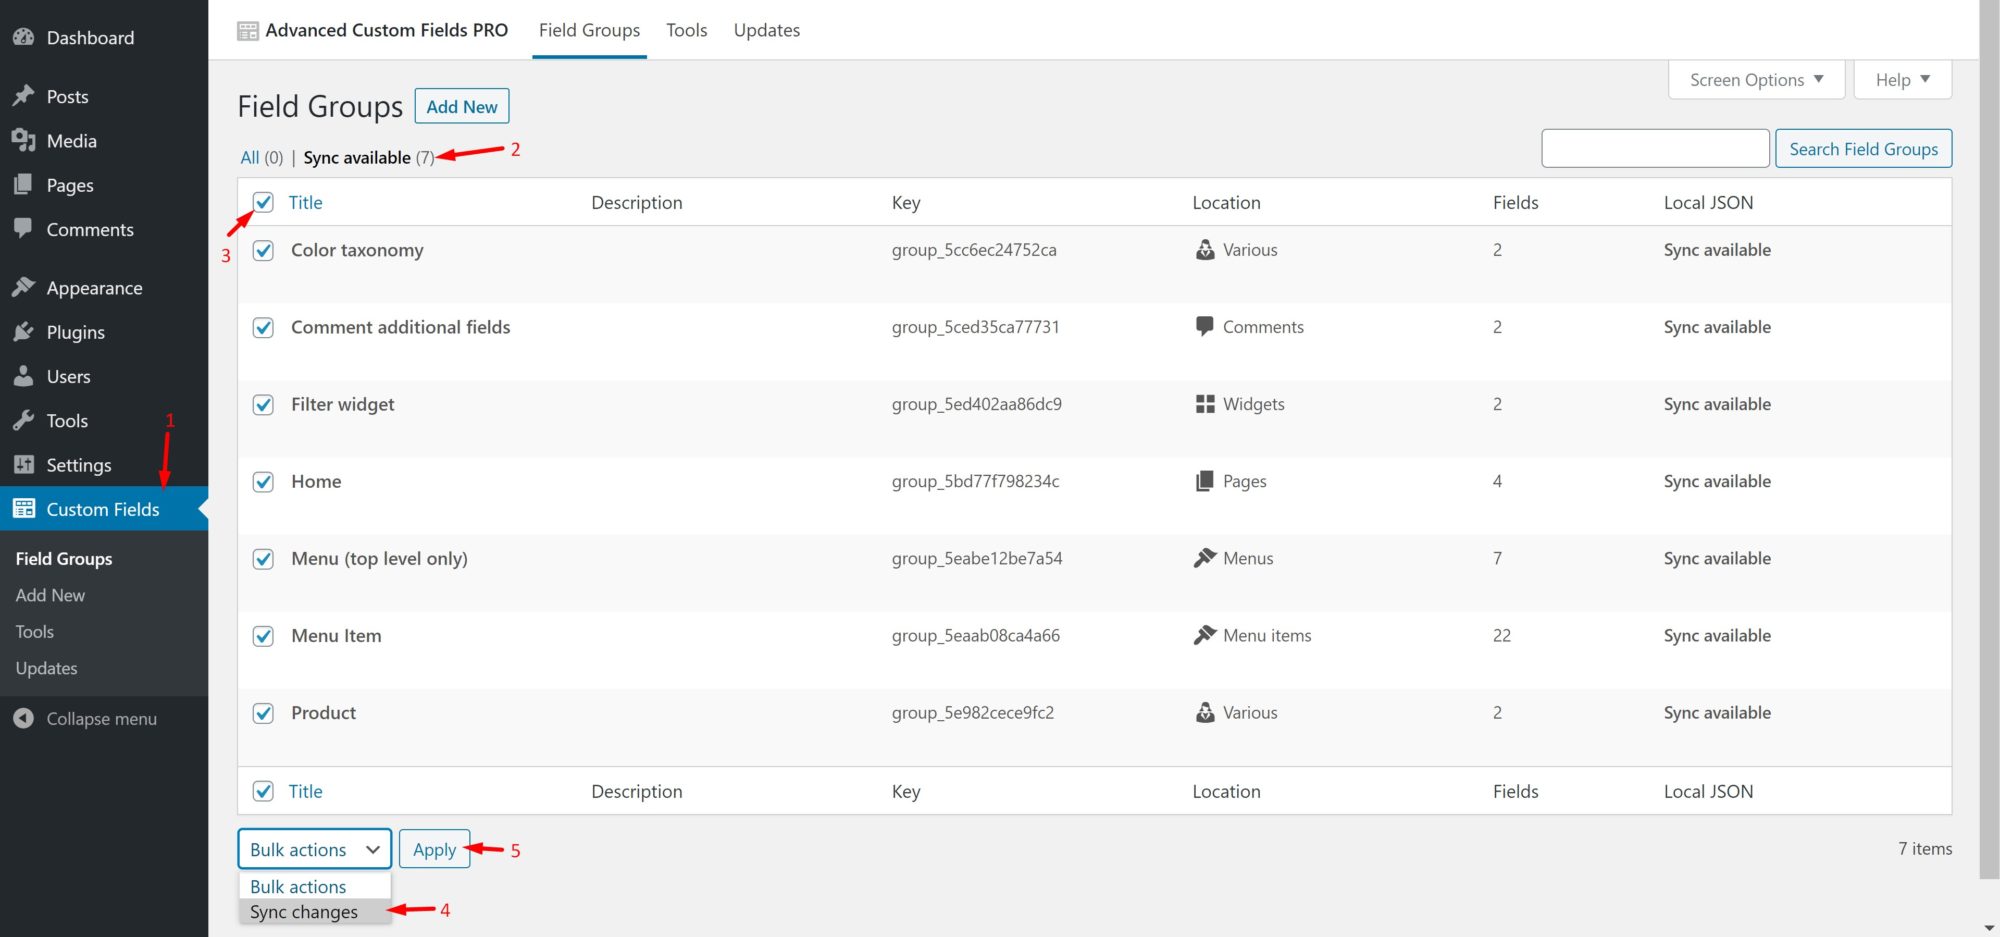 Dashboard
Posts
Media
Pages
Comments
Appearance
Plugins
Users
Tools
1
Settings
Custom Fields
Field Groups
Add New
Tools
Updates
Collapse menu
Advanced Custom Fields PRO Field Groups Tools Updates
Screen Options Help
Field Groups Add New
All (0) | Sync available (7) 2
Search Field Groups
Title Description Key Location Fields Local JSON
3
Color taxonomy group_5cc6ec24752ca Various 2 Sync available
Comment additional fields group_5ced35ca77731 Comments 2 Sync available
Filter widget group_5ed402aa86dc9 Widgets 2 Sync available
Home group_5bd77f798234c Pages 4 Sync available
Menu (top level only) group_5eabe12be7a54 Menus 7 Sync available
Menu Item group_5eaab08ca4a66 Menu items 22 Sync available
Product group_5e982cece9fc2 Various 2 Sync available
Title Description Key Location Fields Local JSON
Bulk actions Apply 5 7 items
Bulk actions
Sync changes 4